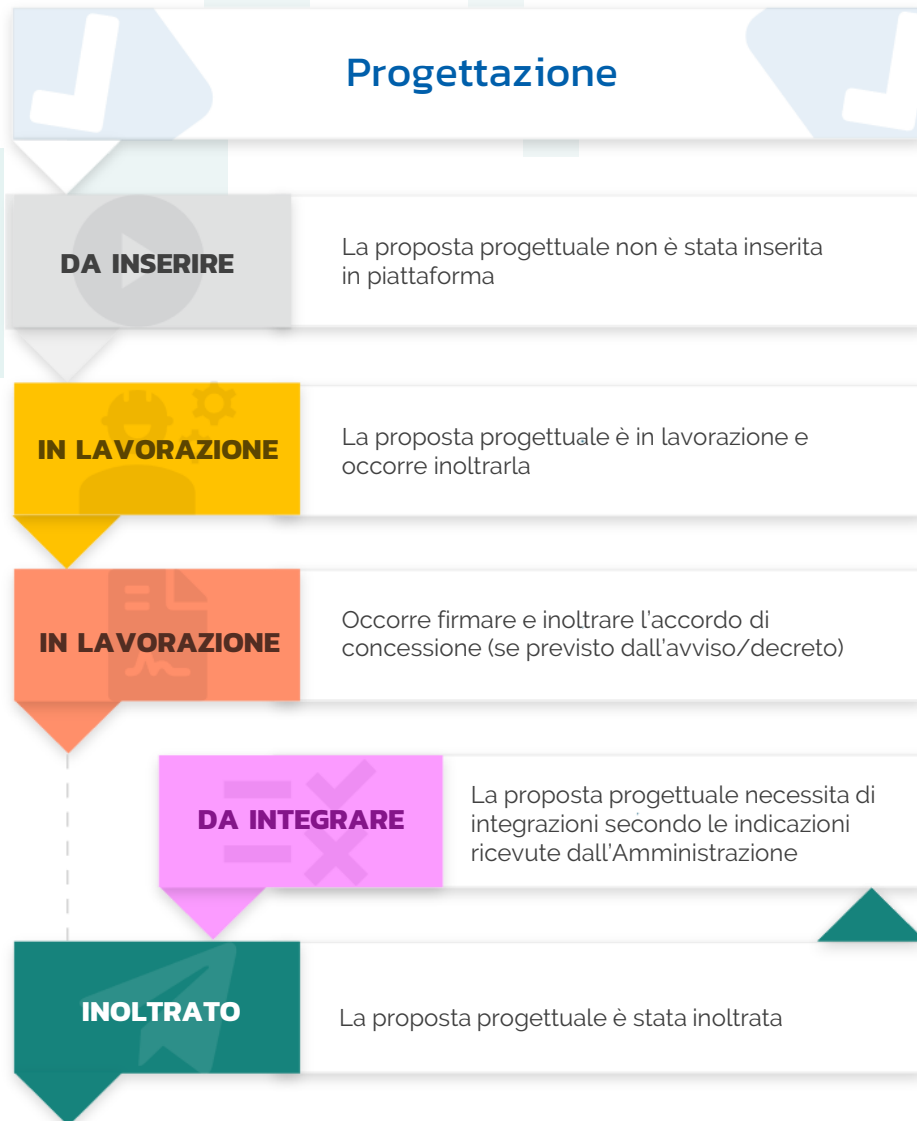 Progettazione
DA INSERIRE
La proposta progettuale non è stata inserita
in piattaforma
IN LAVORAZIONE
La proposta progettuale è in lavorazione e
occorre inoltrarla
IN LAVORAZIONE
Occorre firmare e inoltrare l’accordo di
concessione (se previsto dall’avviso/decreto)
DA INTEGRARE
La proposta progettuale necessita di
integrazioni secondo le indicazioni
ricevute dall’Amministrazione
INOLTRATO
La proposta progettuale è stata inoltrata